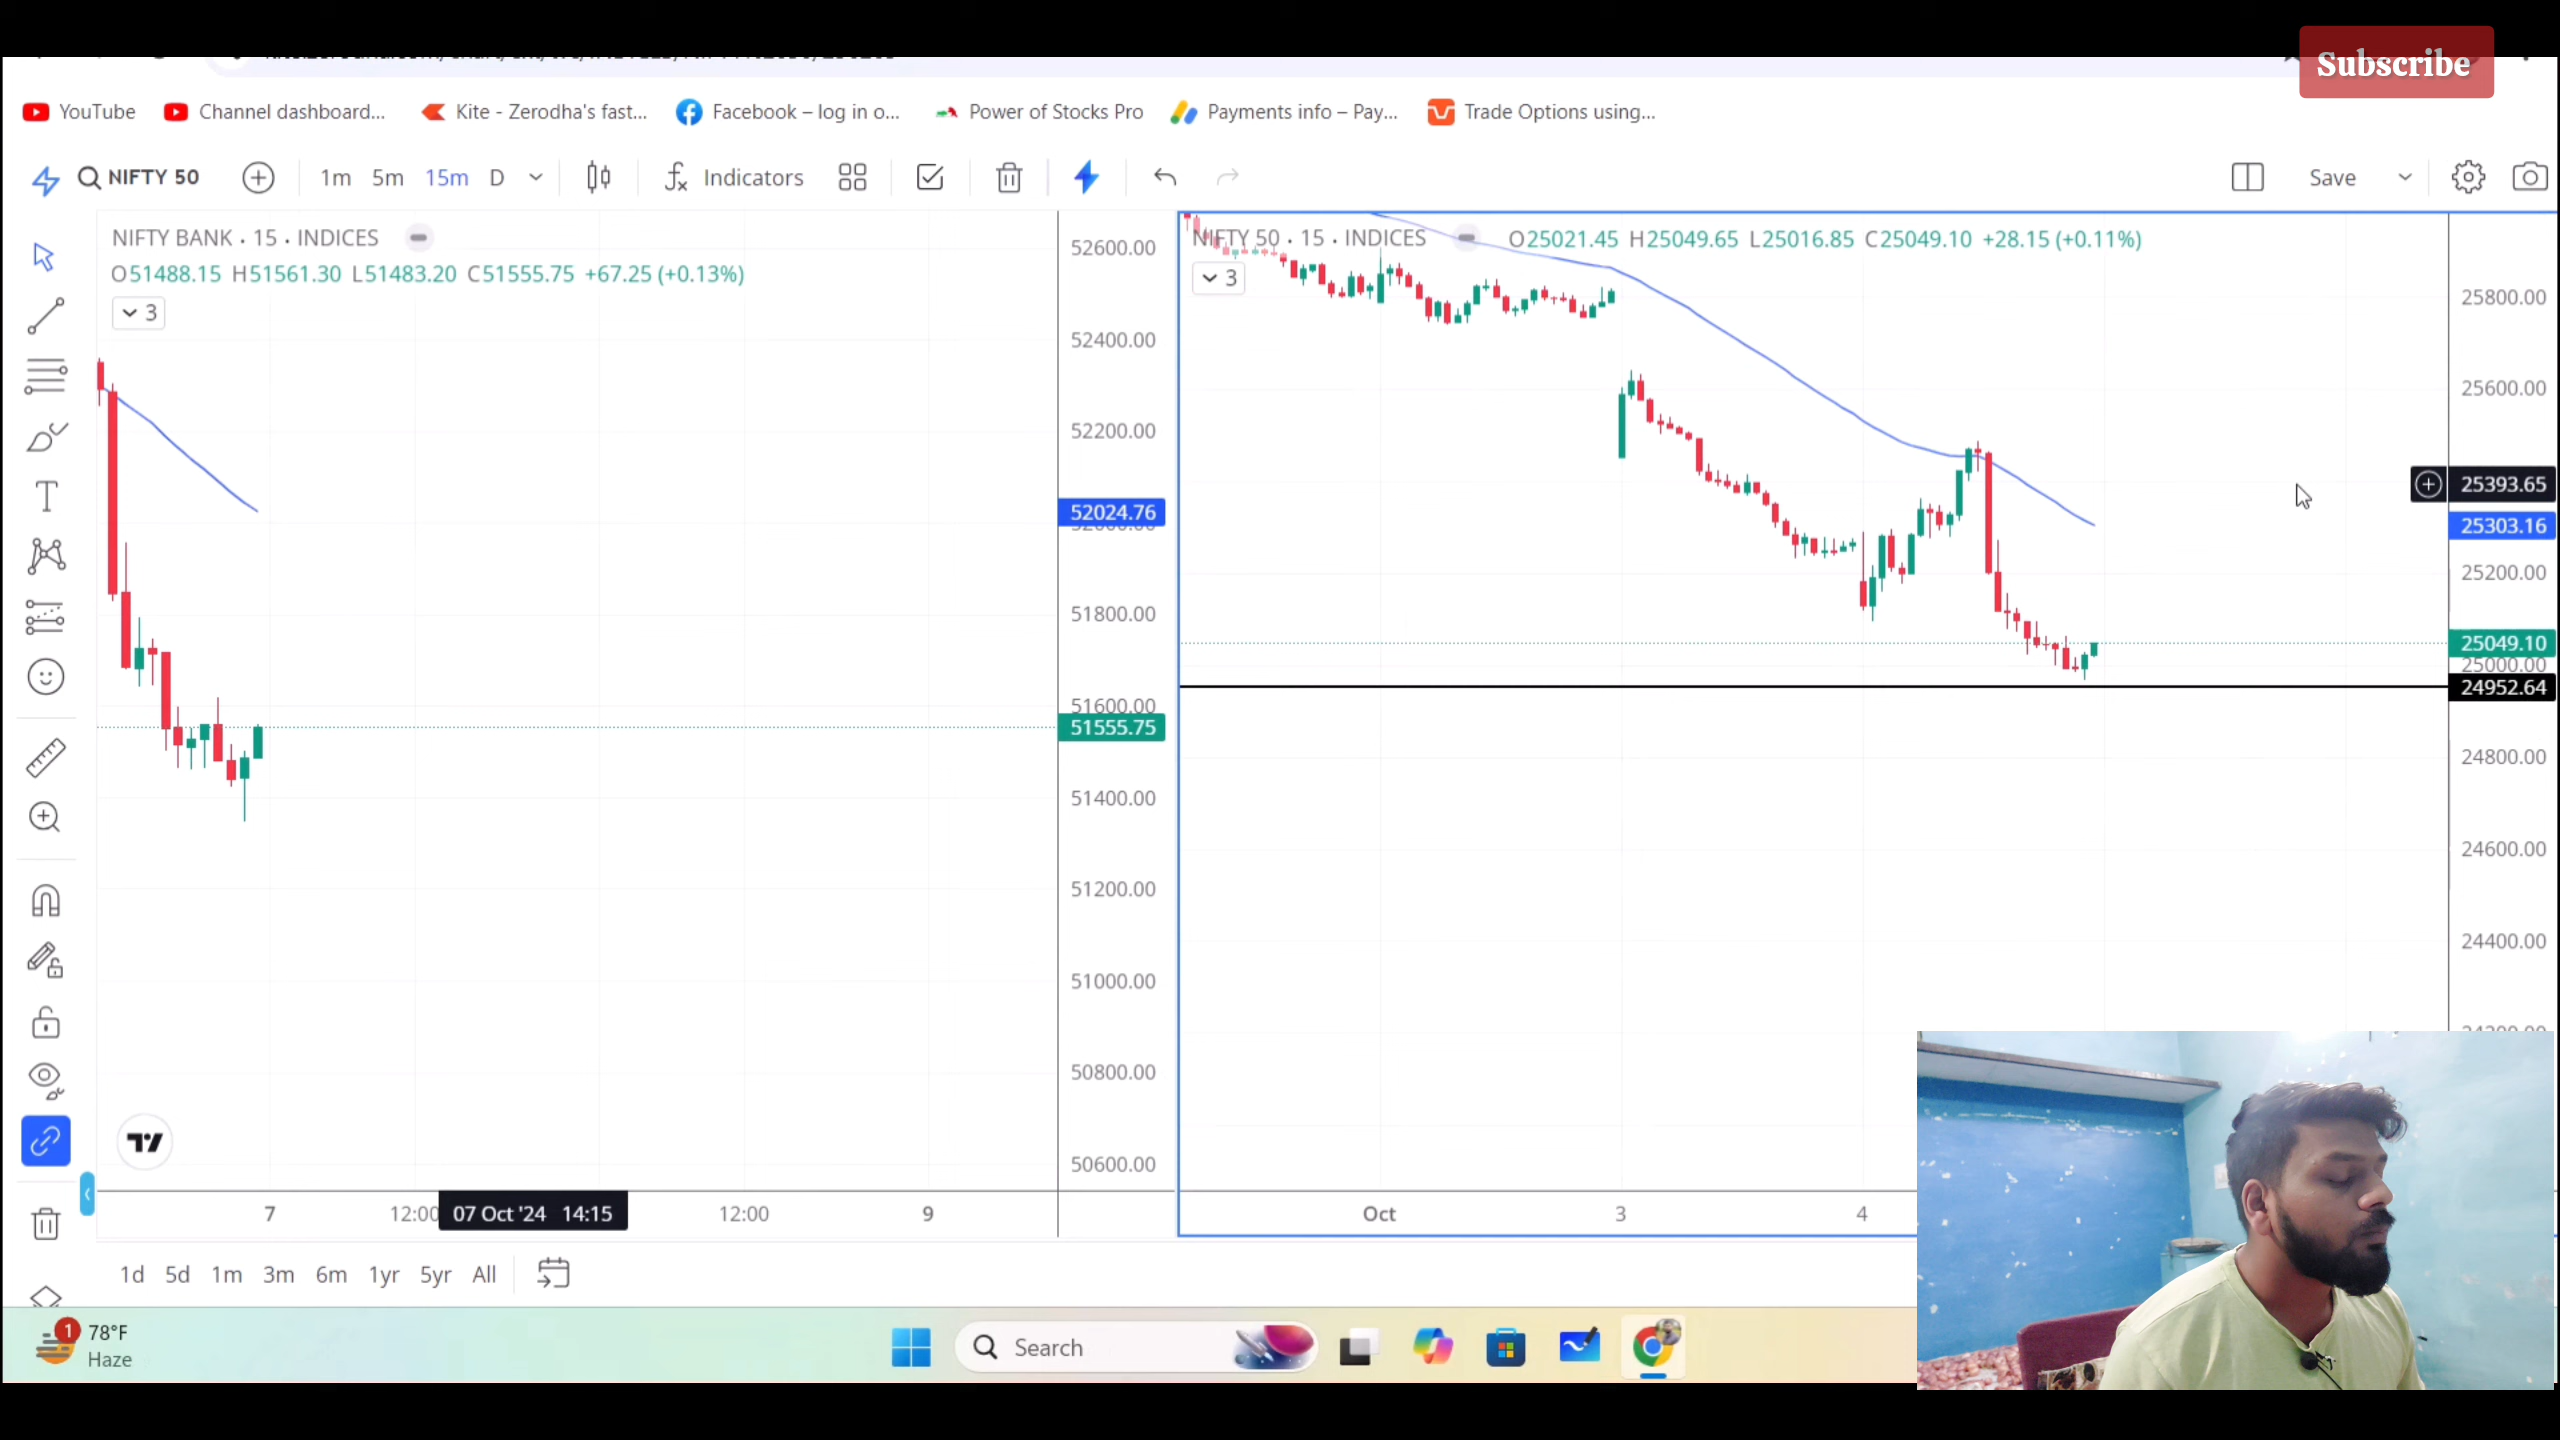 Subscribe
YouTube Channel dashboard... Kite - Zerodha's fast... Facebook – log in o... Power of Stocks Pro Payments info – Pay... Trade Options using...
NIFTY 50 1m 5m 15m D Indicators Save
NIFTY BANK · 15 · INDICES
O51488.15 H51561.30 L51483.20 C51555.75 +67.25 (+0.13%)
3
52600.00
52400.00
52200.00
52024.76
51800.00
51600.00
51555.75
51400.00
51200.00
51000.00
50800.00
50600.00
7 12:00 07 Oct '24 14:15 12:00 9
NIFTY 50 · 15 · INDICES O25021.45 H25049.65 L25016.85 C25049.10 +28.15 (+0.11%)
3
25800.00
25600.00
25393.65
25303.16
25200.00
25049.10
25000.00
24952.64
24800.00
24600.00
24400.00
Oct 3 4
1d 5d 1m 3m 6m 1yr 5yr All
1
78°F
Haze
Search